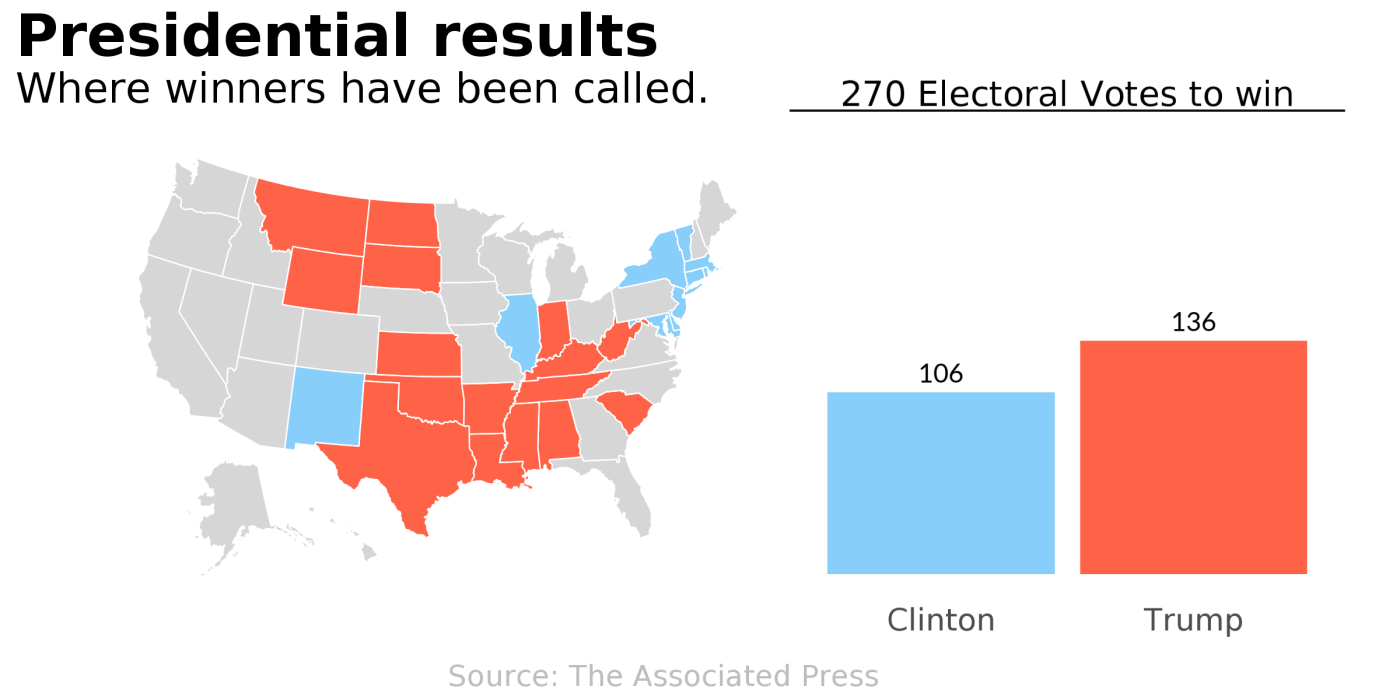 Presidential results
Where winners have been called.
270 Electoral Votes to win
106
136
Clinton
Trump
Source: The Associated Press